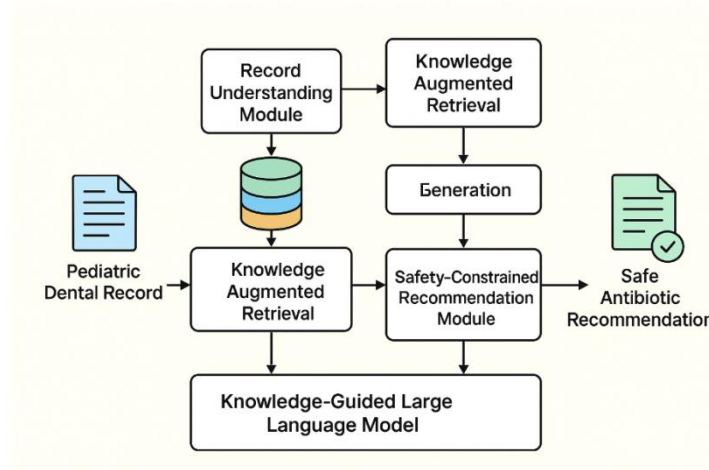 Record
Understanding
Module
Knowledge
Augmented
Retrieval
Generation
Pediatric
Dental Record
Knowledge
Augmented
Retrieval
Safety-Constrained
Recommendation
Module
Safe
Antibiotic
Recommendation
Knowledge-Guided Large
Language Model